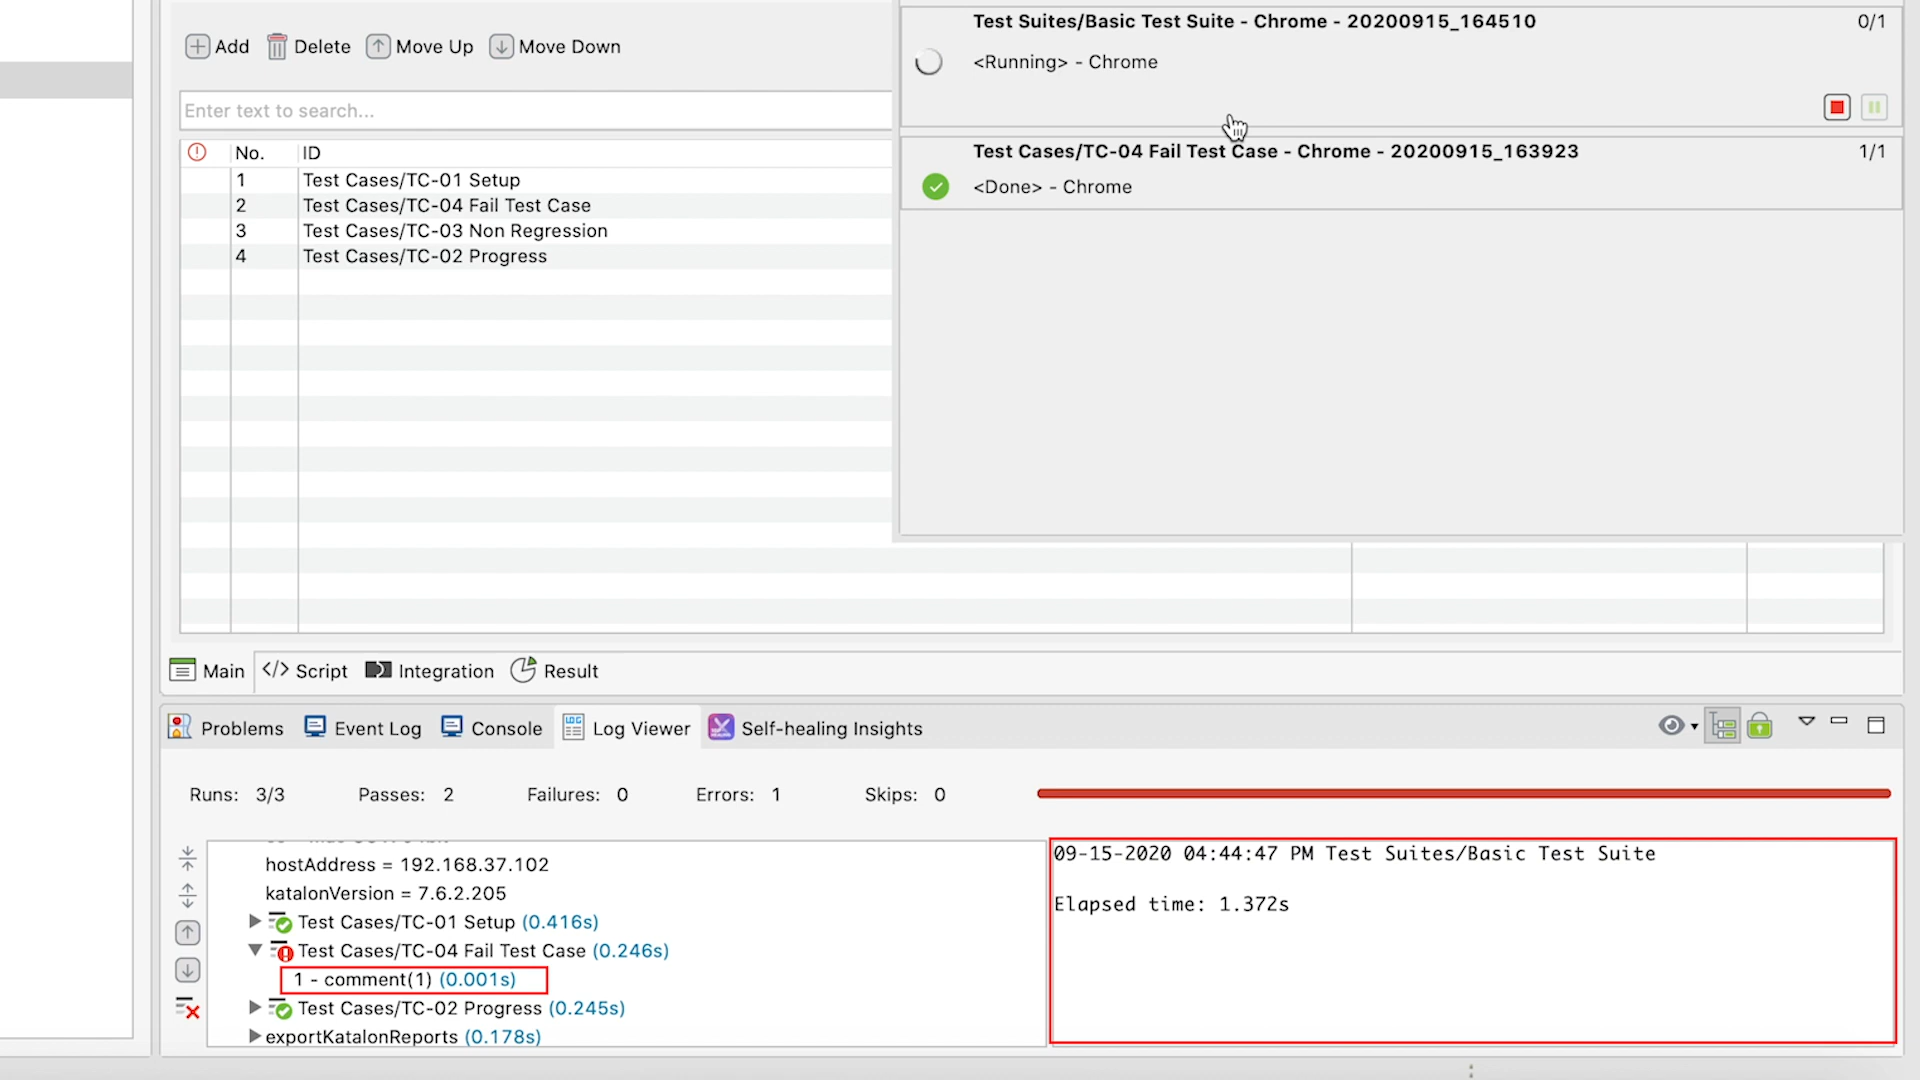 Test Suites/Basic Test Suite - Chrome - 20200915_164510 0/1
<Running> - Chrome
Add Delete Move Up Move Down
Enter text to search...
Test Cases/TC-04 Fail Test Case - Chrome - 20200915_163923 1/1
<Done> - Chrome
No. ID
1 Test Cases/TC-01 Setup
2 Test Cases/TC-04 Fail Test Case
3 Test Cases/TC-03 Non Regression
4 Test Cases/TC-02 Progress
Main Script Integration Result
Problems Event Log Console Log Viewer Self-healing Insights
Runs: 3/3 Passes: 2 Failures: 0 Errors: 1 Skips: 0
hostAddress = 192.168.37.102
katalonVersion = 7.6.2.205
Test Cases/TC-01 Setup (0.416s)
Test Cases/TC-04 Fail Test Case (0.246s)
1 - comment(1) (0.001s)
Test Cases/TC-02 Progress (0.245s)
exportKatalonReports (0.178s)
09-15-2020 04:44:47 PM Test Suites/Basic Test Suite
Elapsed time: 1.372s